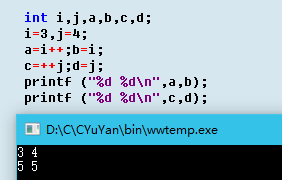 int i,j,a,b,c,d;
i=3,j=4;
a=i++;b=i;
c=++j;d=j;
printf ("%d %d\n",a,b);
printf ("%d %d\n",c,d);
D:\C\CYuYan\bin\wwtemp.exe
3 4
5 5